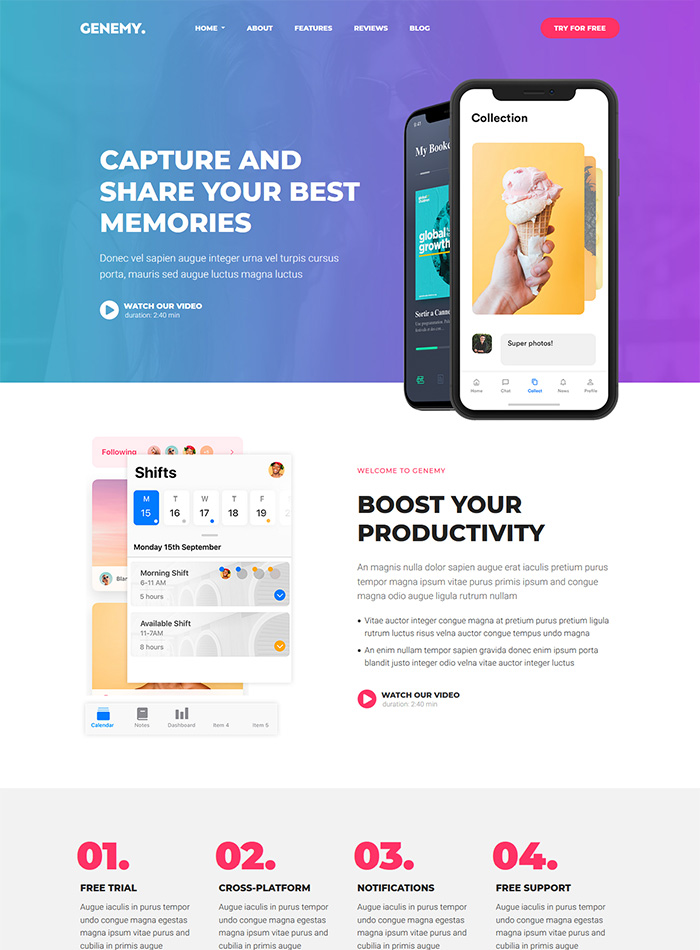 GENEMY.
HOME
ABOUT
FEATURES
REVIEWS
BLOG
TRY FOR FREE
CAPTURE AND
SHARE YOUR BEST
MEMORIES
Donec vel sapien augue integer urna vel turpis cursus
porta, mauris sed augue luctus magna luctus
WATCH OUR VIDEO
duration: 2:40 min
My Book
global
growth
Sortir a Canne
Collection
Super photos!
Home
Chat
Collect
News
Profile
Following
Shifts
M
T
W
T
F
15
16
17
18
19
2
Monday 15th September
Morning Shift
6-11 AM
5 hours
Available Shift
11-7AM
8 hours
Blar
Calendar
Notes
Dashboard
Item 4
Item 5
WELCOME TO GENEMY
BOOST YOUR
PRODUCTIVITY
An magnis nulla dolor sapien augue erat iaculis pretium purus
tempor magna ipsum vitae purus primis ipsum and congue
magna odio augue ligula rutrum nullam
• Vitae auctor integer congue magna at pretium purus pretium ligula
rutrum luctus risus velna auctor congue tempus undo magna
• An enim nullam tempor sapien gravida donec enim ipsum porta
blandit justo integer odio velna vitae auctor integer luctus
WATCH OUR VIDEO
duration: 2:40 min
01.
FREE TRIAL
Augue iaculis in purus tempor
undo congue magna egestas
magna ipsum vitae purus and
cubilia in primis augue
02.
CROSS-PLATFORM
Augue iaculis in purus tempor
undo congue magna egestas
magna ipsum vitae purus and
cubilia in primis augue
03.
NOTIFICATIONS
Augue iaculis in purus tempor
undo congue magna egestas
magna ipsum vitae purus and
cubilia in primis augue
04.
FREE SUPPORT
Augue iaculis in purus tempor
undo congue magna egestas
magna ipsum vitae purus and
cubilia in primis augue